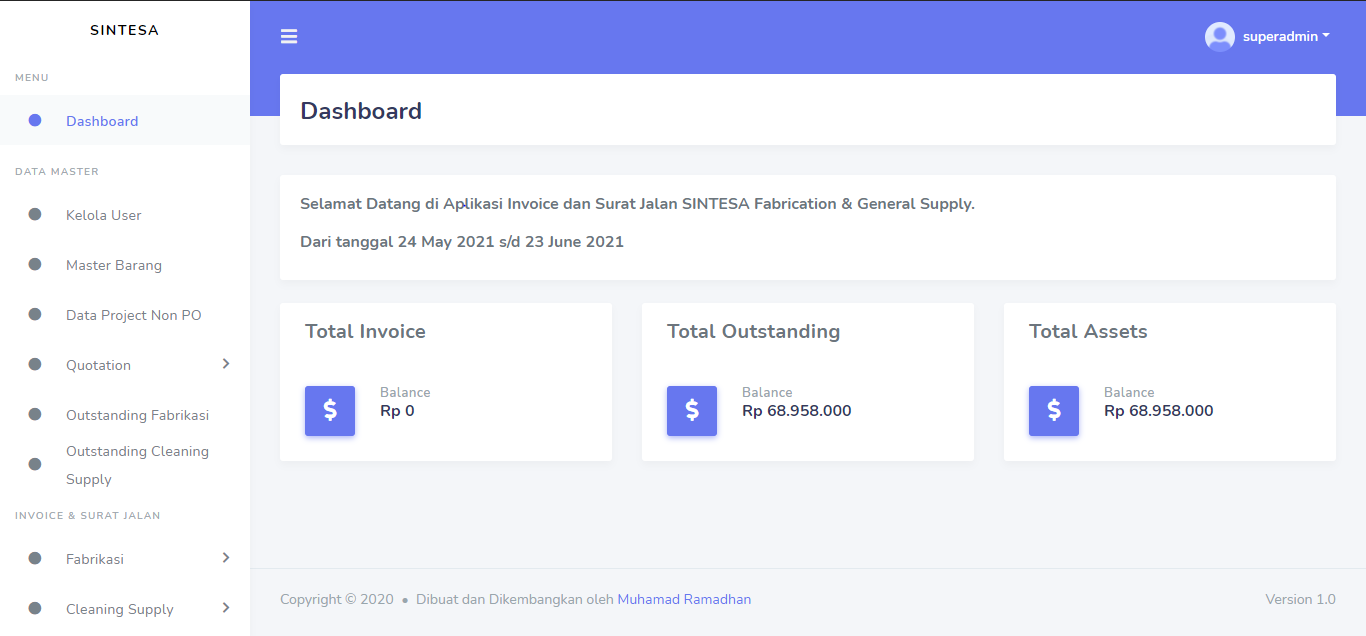 SINTESA
MENU
Dashboard
DATA MASTER
Kelola User
Master Barang
Data Project Non PO
Quotation
Outstanding Fabrikasi
Outstanding Cleaning
Supply
INVOICE & SURAT JALAN
Fabrikasi
Cleaning Supply
superadmin
Dashboard
Selamat Datang di Aplikasi Invoice dan Surat Jalan SINTESA Fabrication & General Supply.
Dari tanggal 24 May 2021 s/d 23 June 2021
Total Invoice
$
Balance
Rp 0
Total Outstanding
$
Balance
Rp 68.958.000
Total Assets
$
Balance
Rp 68.958.000
Copyright © 2020 • Dibuat dan Dikembangkan oleh Muhamad Ramadhan
Version 1.0